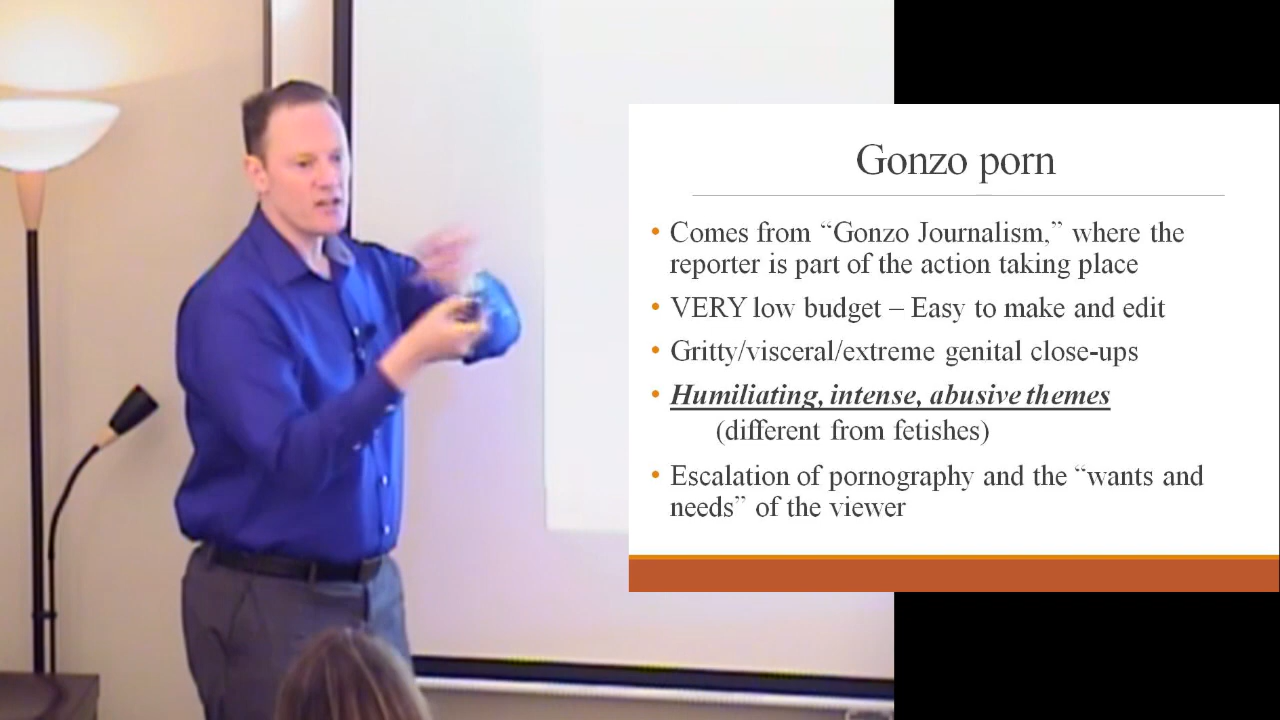 Gonzo porn
• Comes from “Gonzo Journalism,” where the
reporter is part of the action taking place
• VERY low budget – Easy to make and edit
• Gritty/visceral/extreme genital close-ups
• Humiliating, intense, abusive themes
(different from fetishes)
• Escalation of pornography and the “wants and
needs” of the viewer